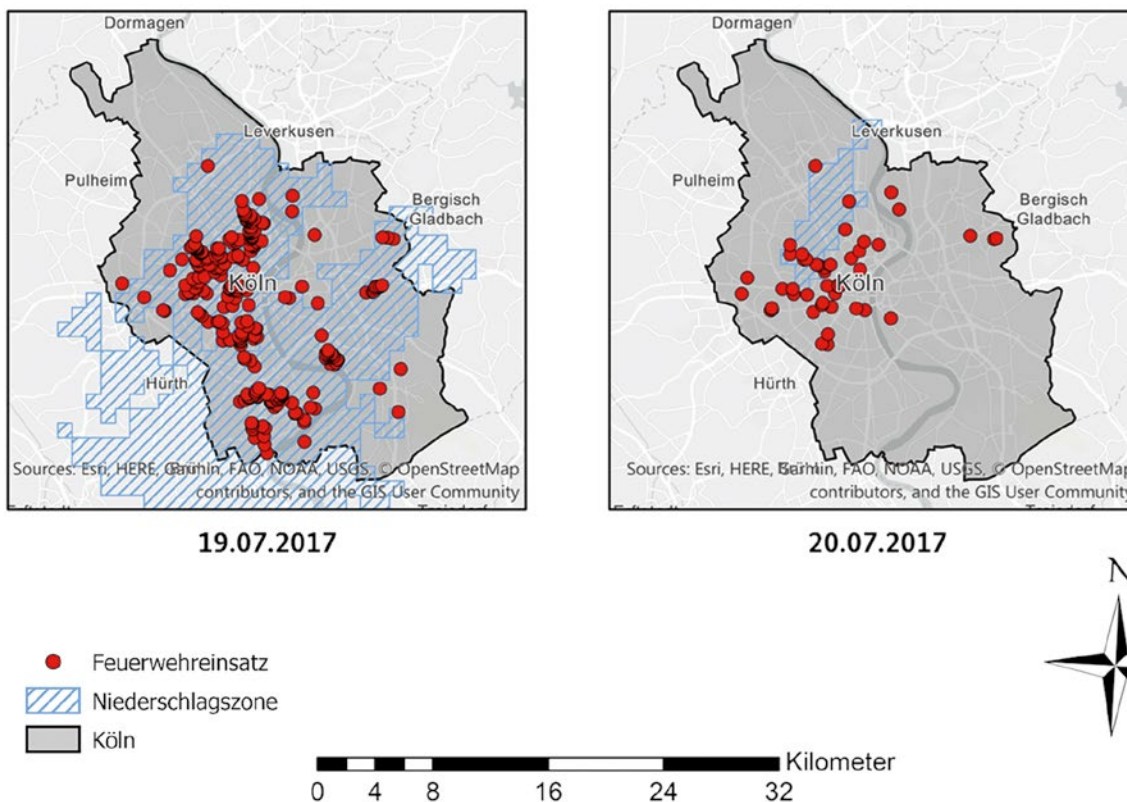 Dormagen
Leverkusen
Pulheim
Bergisch
Gladbach
Köln
Hürth
Sources: Esri, HERE, FAO, NOAA, USGS, © OpenStreetMap
contributors, and the GIS User Community
19.07.2017
Dormagen
Leverkusen
Pulheim
Bergisch
Gladbach
Köln
Hürth
Sources: Esri, HERE, FAO, NOAA, USGS, © OpenStreetMap
contributors, and the GIS User Community
20.07.2017
N
Feuerwehreinsatz
Niederschlagszone
Köln
Kilometer
0 4 8 16 24 32